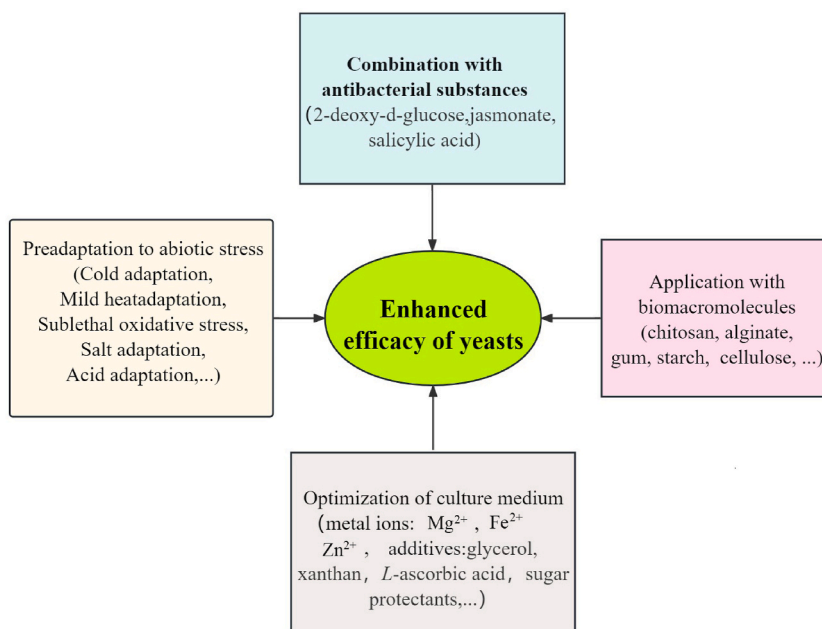 Combination with
antibacterial substances
(2-deoxy-d-glucose,jasmonate,
salicylic acid)
Preadaptation to abiotic stress
(Cold adaptation,
Mild heatadaptation,
Sublethal oxidative stress,
Salt adaptation,
Acid adaptation,...)
Enhanced
efficacy of yeasts
Application with
biomacromolecules
(chitosan, alginate,
gum, starch, cellulose, ...)
Optimization of culture medium
(metal ions: Mg²⁺, Fe²⁺
Zn²⁺, additives:glycerol,
xanthan, L-ascorbic acid, sugar
protectants,...)